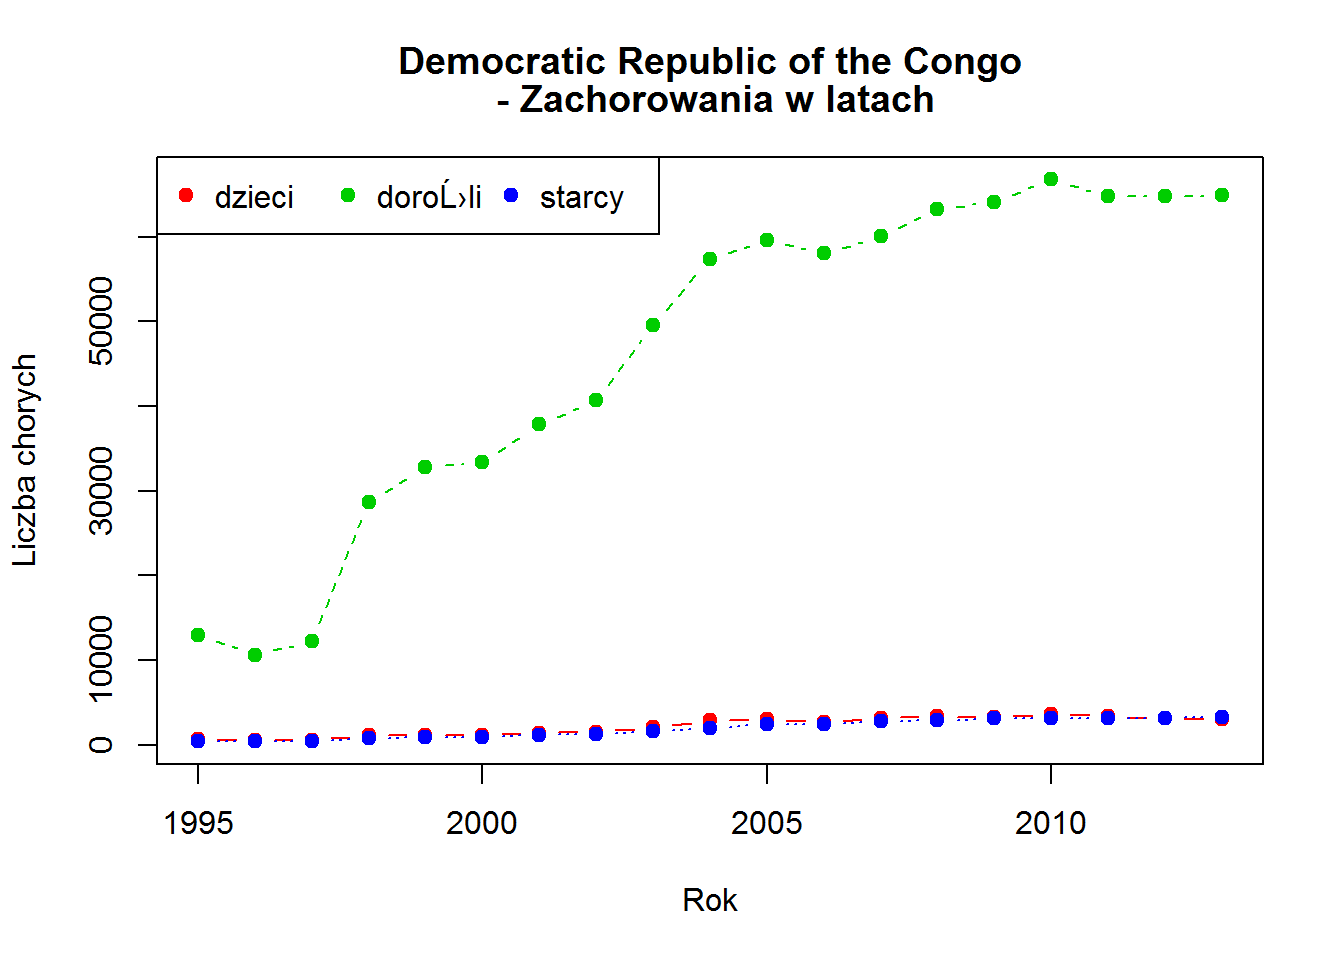 Democratic Republic of the Congo
- Zachorowania w latach
dzieci doroĹ›li starcy
Liczba chorych
50000
30000
10000
0
1995 2000 2005 2010
Rok